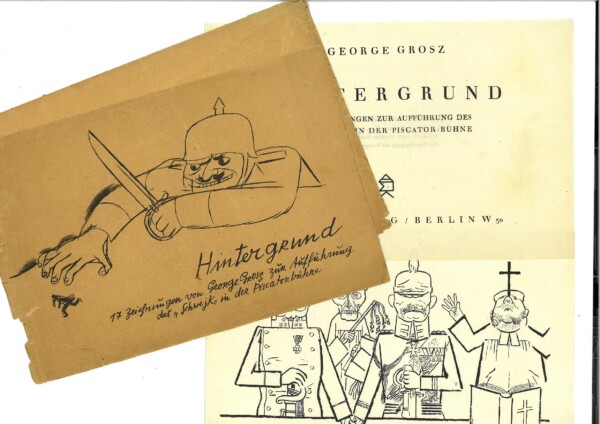 Hintergrund
17 Zeichnungen von George Grosz zur Aufführung
des „Schwejk" in der Piscatorbühne
GEORGE GROSZ
TERGRUND
NGEN ZUR AUFFÜHRUNG DES
IN DER PISCATOR-BÜHNE
G / BERLIN W 50